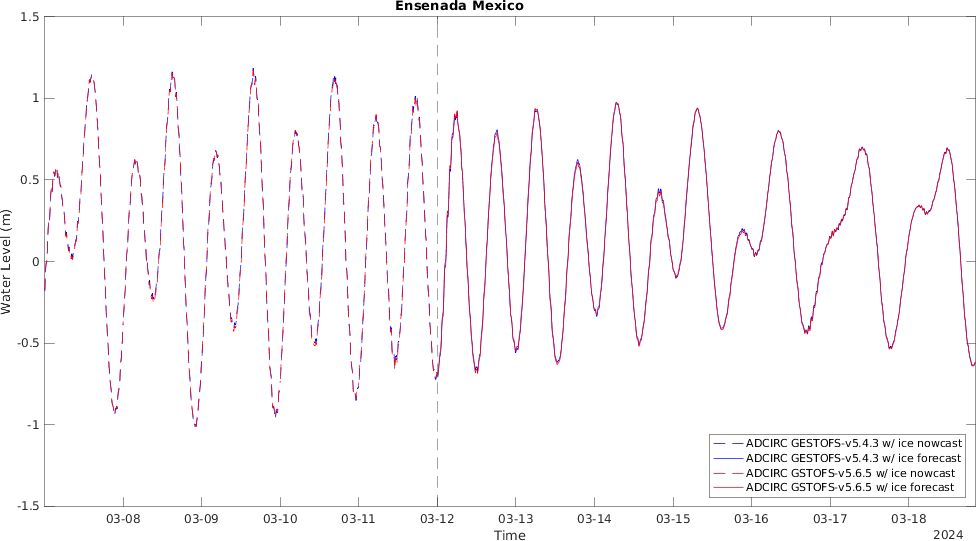 Ensenada Mexico
1.5
1
0.5
0
-0.5
-1
-1.5
Water Level (m)
03-08 03-09 03-10 03-11 03-12 03-13 03-14 03-15 03-16 03-17 03-18
Time
2024
ADCIRC GESTOFS-v5.4.3 w/ ice nowcast
ADCIRC GESTOFS-v5.4.3 w/ ice forecast
ADCIRC GSTOFS-v5.6.5 w/ ice nowcast
ADCIRC GSTOFS-v5.6.5 w/ ice forecast